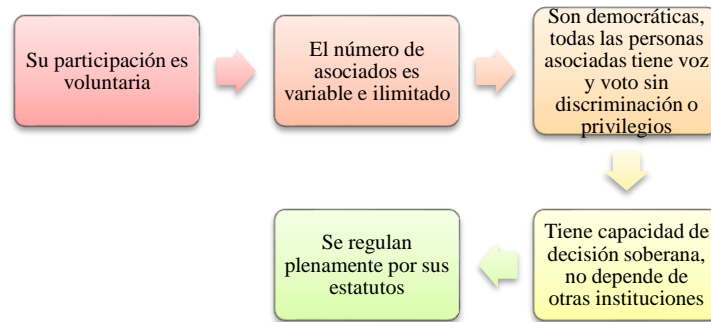 Su participación es
voluntaria
El número de
asociados es
variable e ilimitado
Son democráticas,
todas las personas
asociadas tiene voz
y voto sin
discriminación o
privilegios
Tiene capacidad de
decisión soberana,
no depende de
otras instituciones
Se regulan
plenamente por sus
estatutos